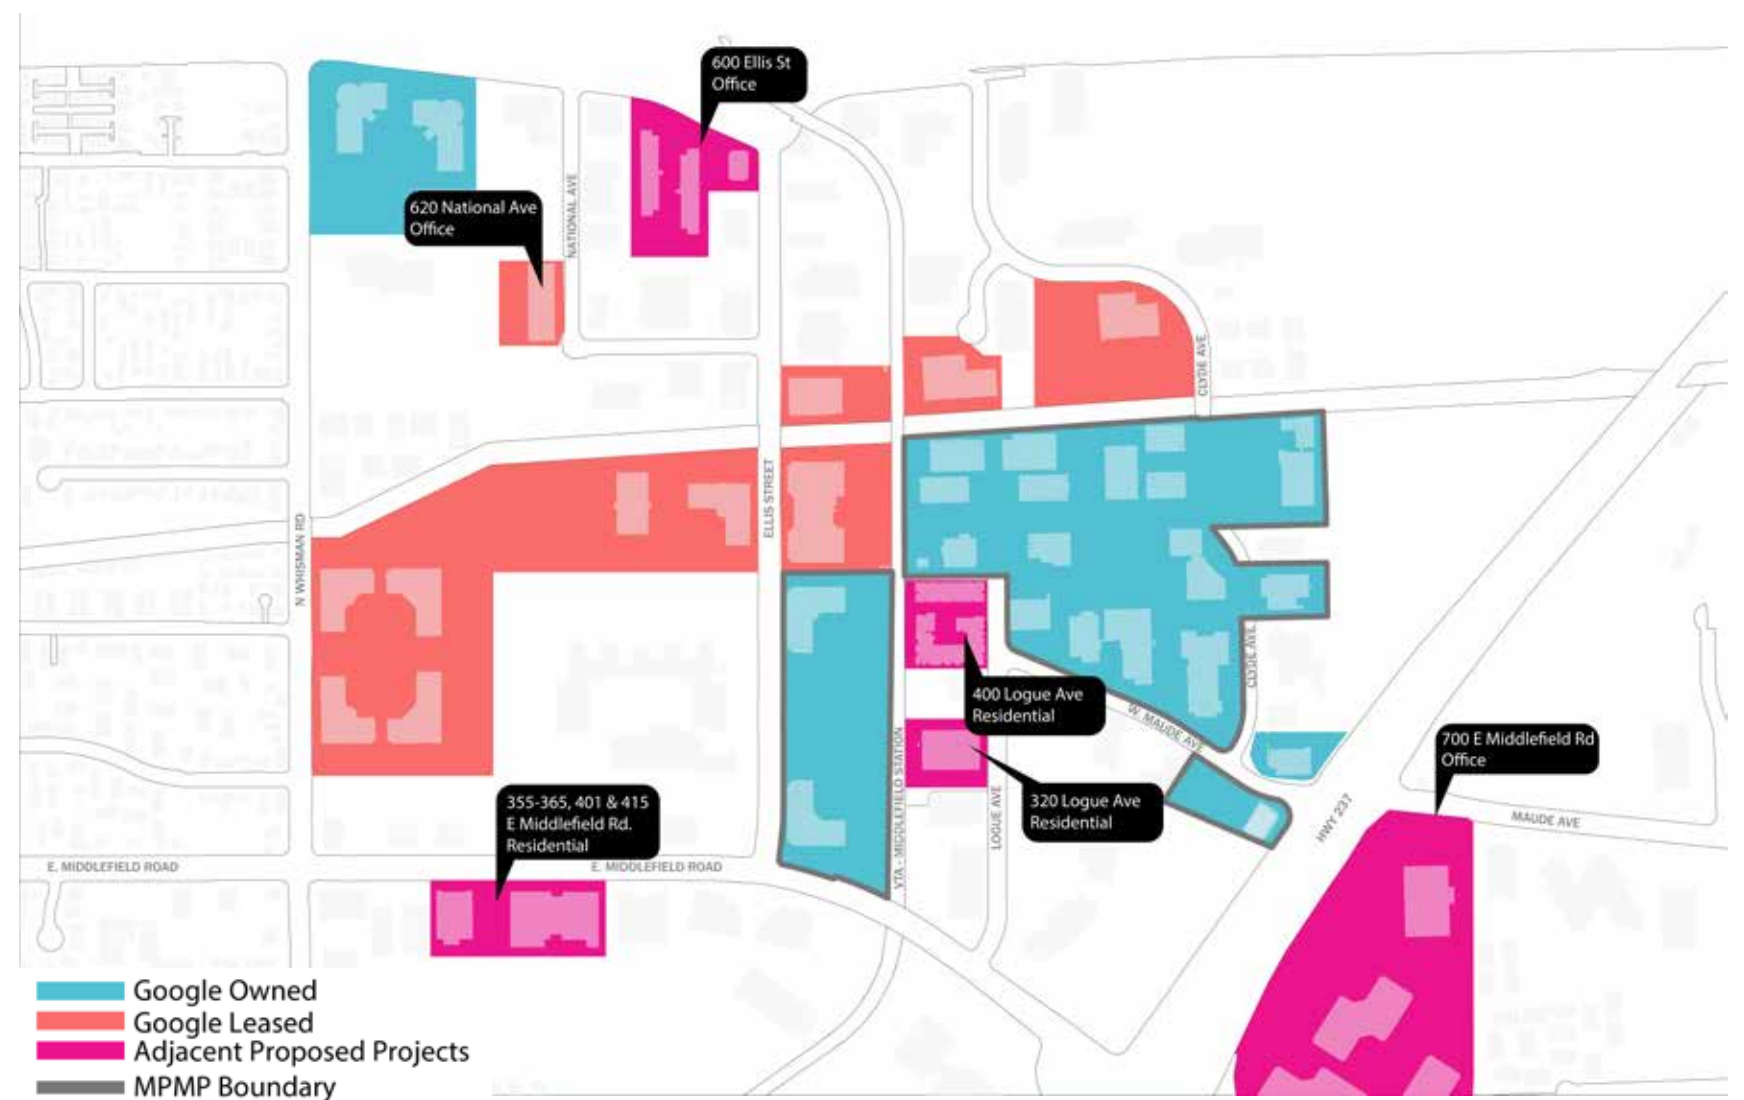 600 Ellis St
Office
620 National Ave
Office
NATIONAL AVE
CLYDE AVE
ELLIS STREET
N WHISMAN RD
CLYDE AVE
400 Logue Ave
Residential
W. MAUDE AVE
700 E Middlefield Rd
Office
VTA - MIDDLEFIELD STATION
LOGUE AVE
320 Logue Ave
Residential
HWY 237
MAUDE AVE
355-365, 401 & 415
E Middlefield Rd.
Residential
E. MIDDLEFIELD ROAD
E. MIDDLEFIELD ROAD
Google Owned
Google Leased
Adjacent Proposed Projects
MPMP Boundary